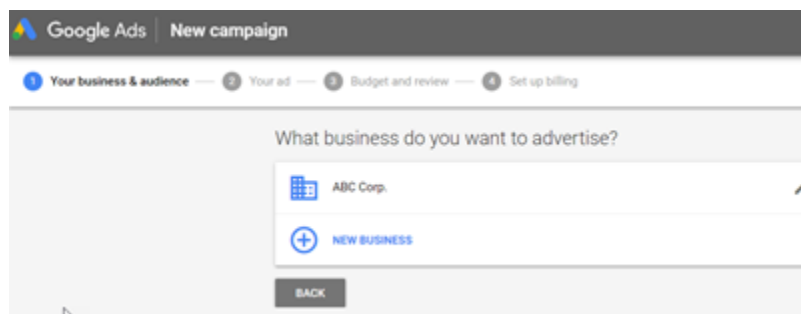 Google Ads New campaign
1 Your business & audience 2 Your ad 3 Budget and review 4 Set up billing
What business do you want to advertise?
ABC Corp.
NEW BUSINESS
BACK